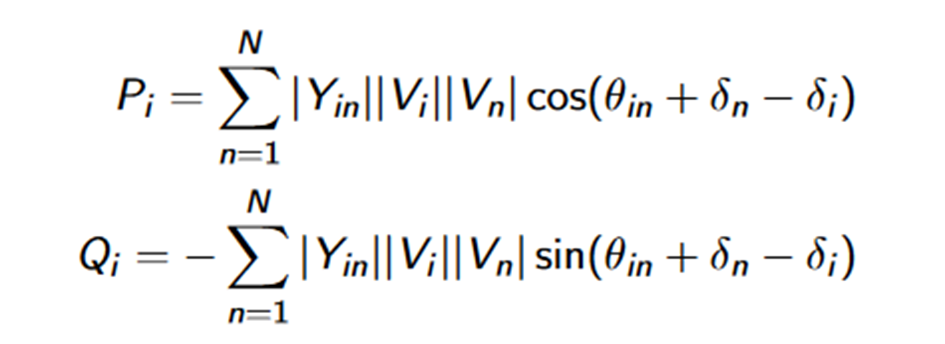 P_i = \sum_{n=1}^{N} |Y_{in}||V_i||V_n| \cos(\theta_{in} + \delta_n - \delta_i)
Q_i = -\sum_{n=1}^{N} |Y_{in}||V_i||V_n| \sin(\theta_{in} + \delta_n - \delta_i)